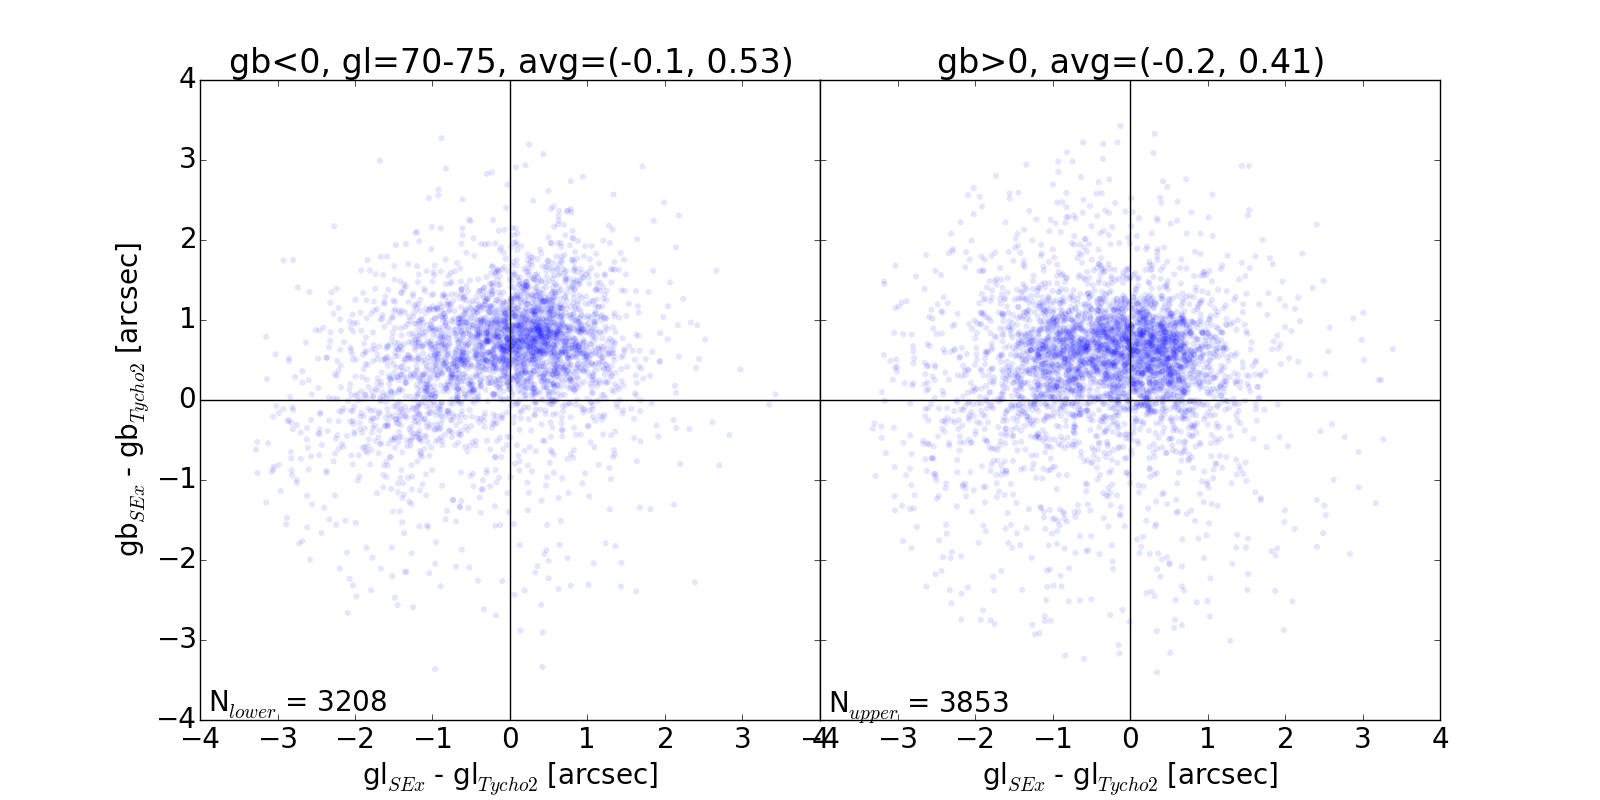 gb<0, gl=70-75, avg=(-0.1, 0.53)
gb>0, avg=(-0.2, 0.41)
4
3
2
1
0
−1
−2
−3
−4
gb_SEx - gb_Tycho2 [arcsec]
N_lower = 3208
N_upper = 3853
−4 −3 −2 −1 0 1 2 3 4
−4 −3 −2 −1 0 1 2 3 4
gl_SEx - gl_Tycho2 [arcsec]
gl_SEx - gl_Tycho2 [arcsec]